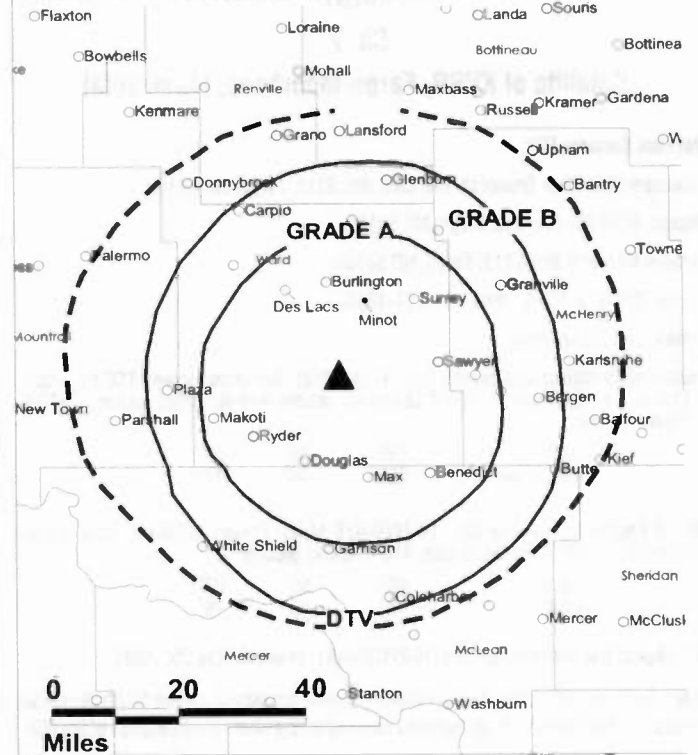 Flaxton
Loraine
Landa
Souris
Bowbells
Bottineau
Bottinea
Mohall
Renville
Maxbass
Kenmare
Russell
Kramer
Gardena
Grano
Lansford
W
Upham
Donnybrook
Glenburn
Bantry
Carpio
GRADE A
GRADE B
Palermo
Ward
Towne
Burlington
Granville
Des Lacs
Surrey
Minot
McHenry
Mountrail
Sawyer
Karlsruhe
Plaza
Bergen
New Town
Parshall
Makoti
Balfour
Ryder
Douglas
Max
Benedict
Butte
Kief
White Shield
Garrison
Sheridan
Coleharbor
DTV
Mercer
McClusk
Mercer
McLean
Stanton
Washburn
0 20 40
Miles